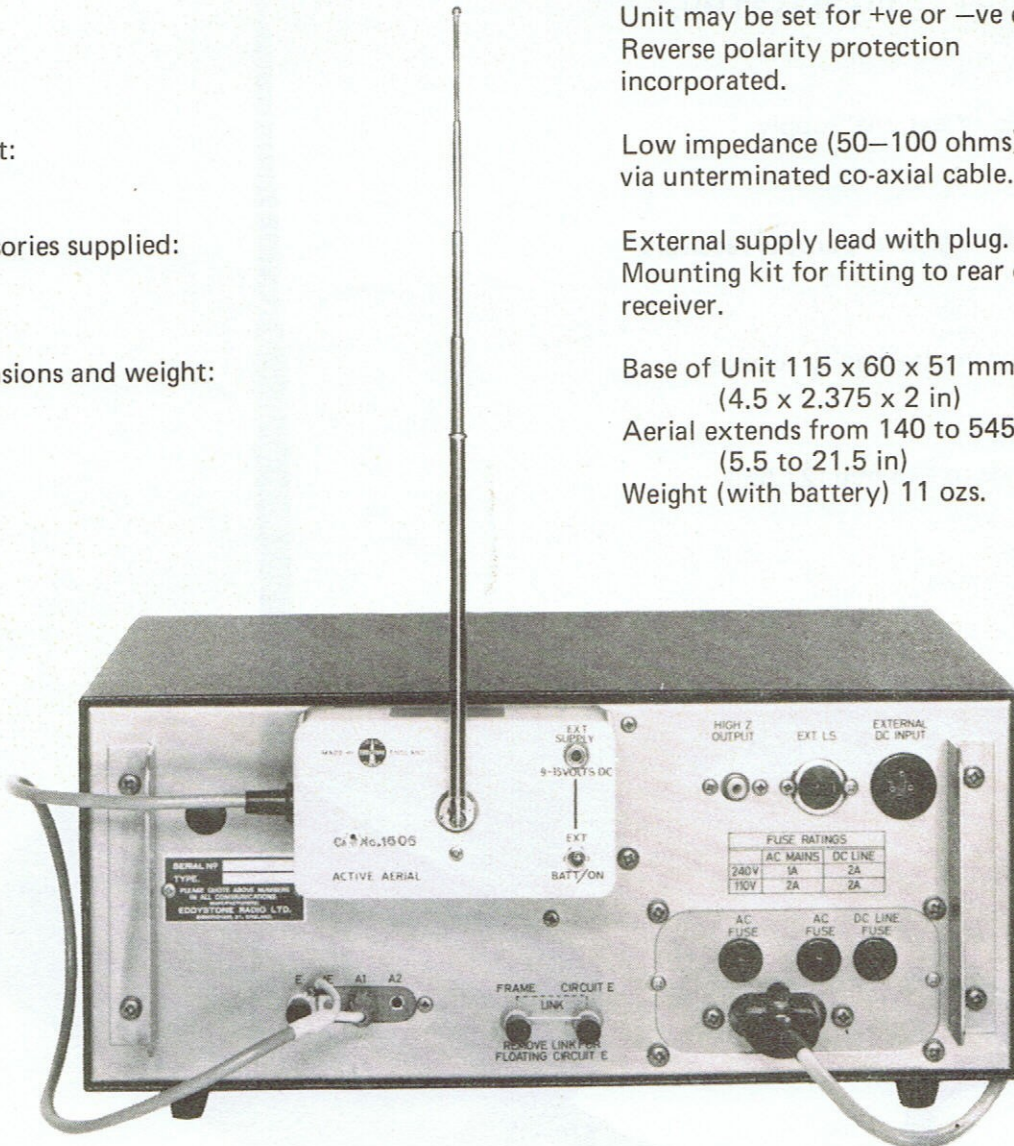 Unit may be set for +ve or —ve
Reverse polarity protection
incorporated.
t:
Low impedance (50—100 ohms)
via unterminated co-axial cable.
sories supplied:
External supply lead with plug.
Mounting kit for fitting to rear
receiver.
nsions and weight:
Base of Unit 115 x 60 x 51 mm
(4.5 x 2.375 x 2 in)
Aerial extends from 140 to 545
(5.5 to 21.5 in)
Weight (with battery) 11 ozs.
MADE IN ENGLAND
EXT
SUPPLY
9-15VOLTS DC
EXT
BATT/ON
Cat No.1605
ACTIVE AERIAL
HIGH Z
OUTPUT
EXT LS
EXTERNAL
DC INPUT
FUSE RATINGS
AC MAINS DC LINE
240V 1A 2A
110V 2A 2A
SERIAL No
TYPE.
PLEASE QUOTE ABOVE NUMBERS
IN ALL COMMUNICATIONS
EDDYSTONE RADIO LTD.
AC
FUSE
AC
FUSE
DC LINE
FUSE
E
A1 A2
FRAME CIRCUIT E
LINK
REMOVE LINK FOR
FLOATING CIRCUIT E